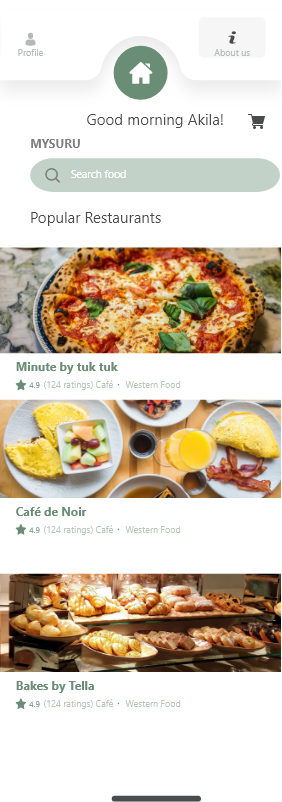 Profile
About us
Good morning Akila!
MYSURU
Search food
Popular Restaurants
Minute by tuk tuk
4.9 (124 ratings) Café · Western Food
Café de Noir
4.9 (124 ratings) Café · Western Food
Bakes by Tella
4.9 (124 ratings) Café · Western Food